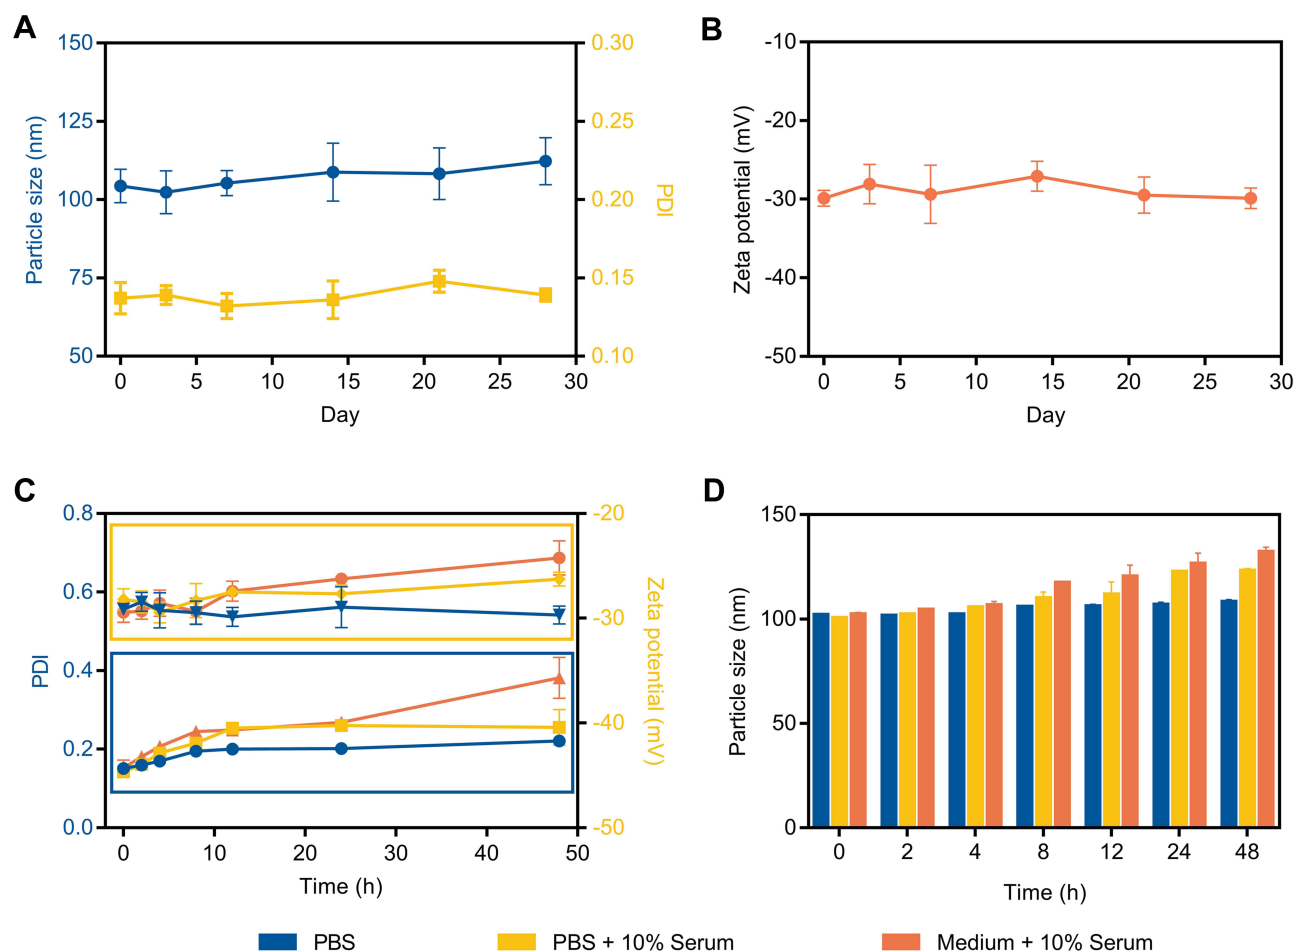 A
150
125
100
75
50
Particle size (nm)
0.30
0.25
0.20
0.15
0.10
PDI
0 5 10 15 20 25 30
Day
B
-10
-20
-30
-40
-50
Zeta potential (mV)
0 5 10 15 20 25 30
Day
C
0.8
0.6
0.4
0.2
0.0
PDI
-20
-30
-40
-50
Zeta potential (mV)
0 10 20 30 40 50
Time (h)
D
150
100
50
0
Particle size (nm)
0 2 4 8 12 24 48
Time (h)
PBS PBS + 10% Serum Medium + 10% Serum